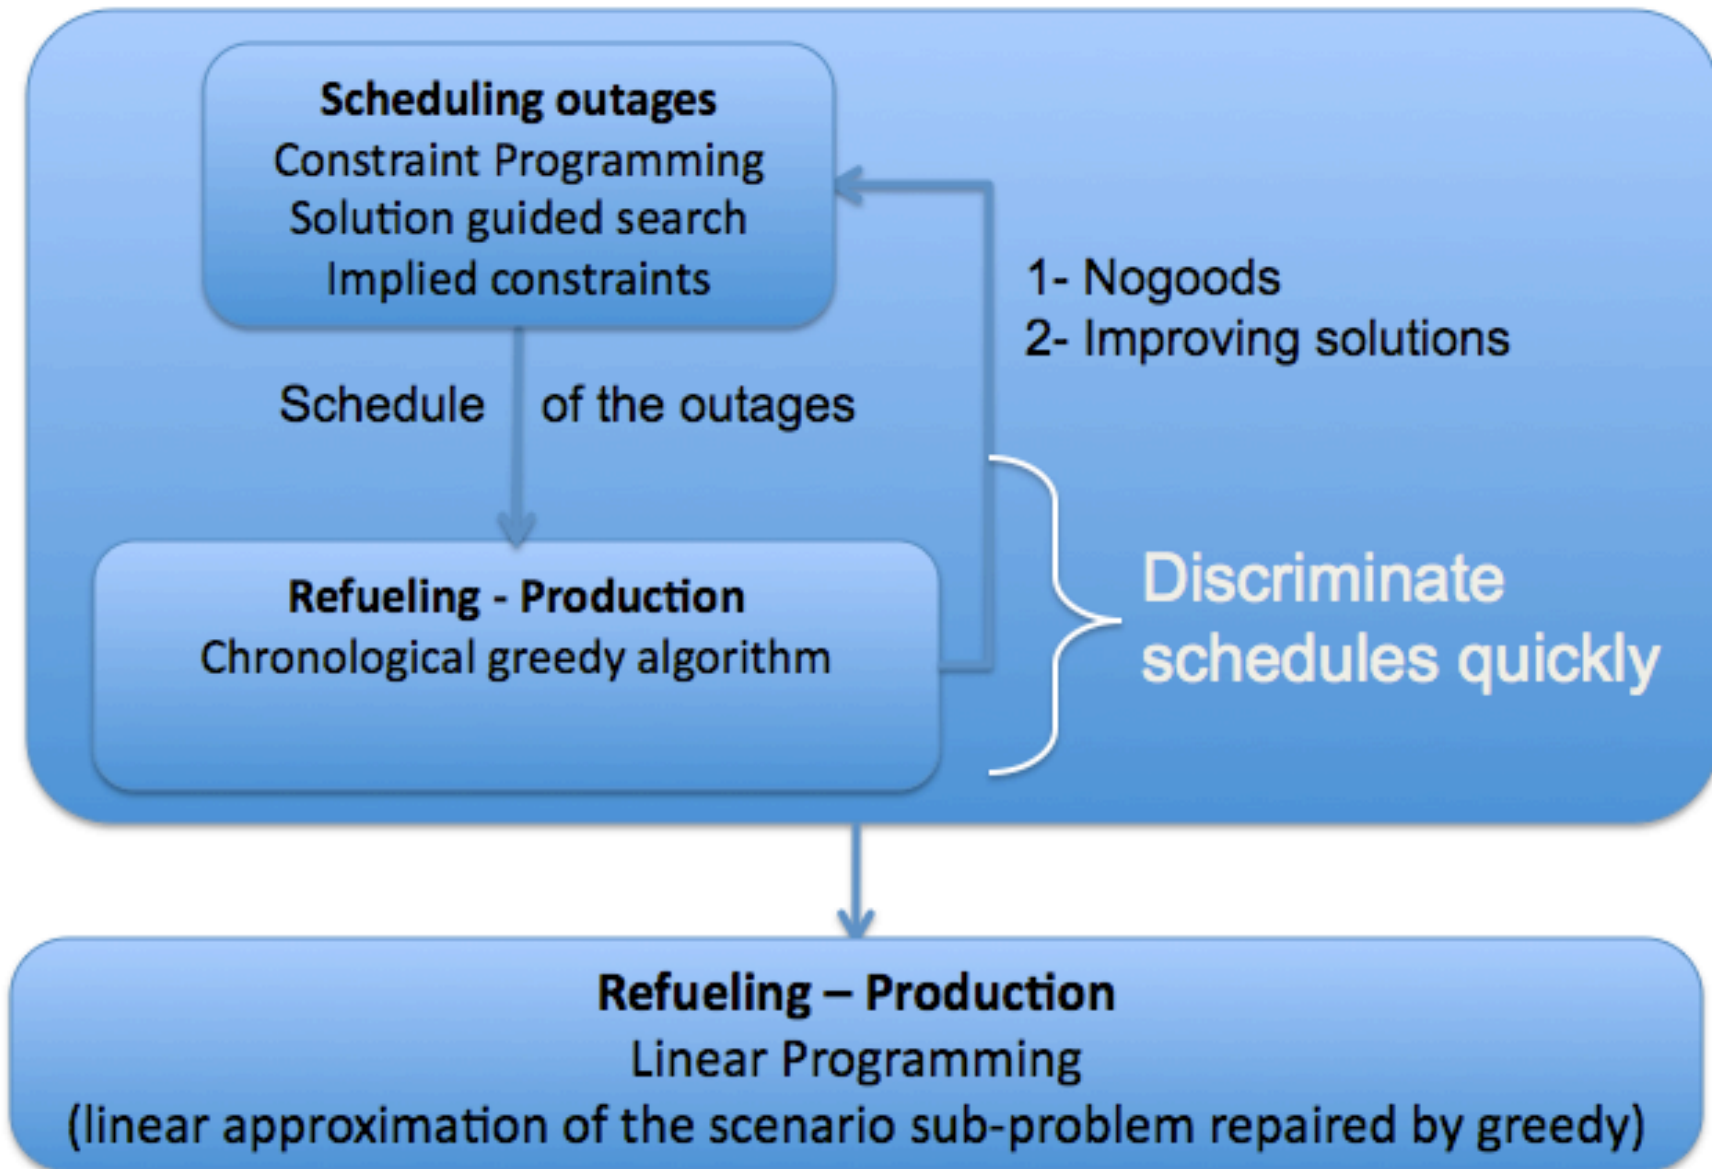 Scheduling outages
Constraint Programming
Solution guided search
Implied constraints
1- Nogoods
2- Improving solutions
Schedule of the outages
Refueling - Production
Chronological greedy algorithm
Discriminate
schedules quickly
Refueling – Production
Linear Programming
(linear approximation of the scenario sub-problem repaired by greedy)